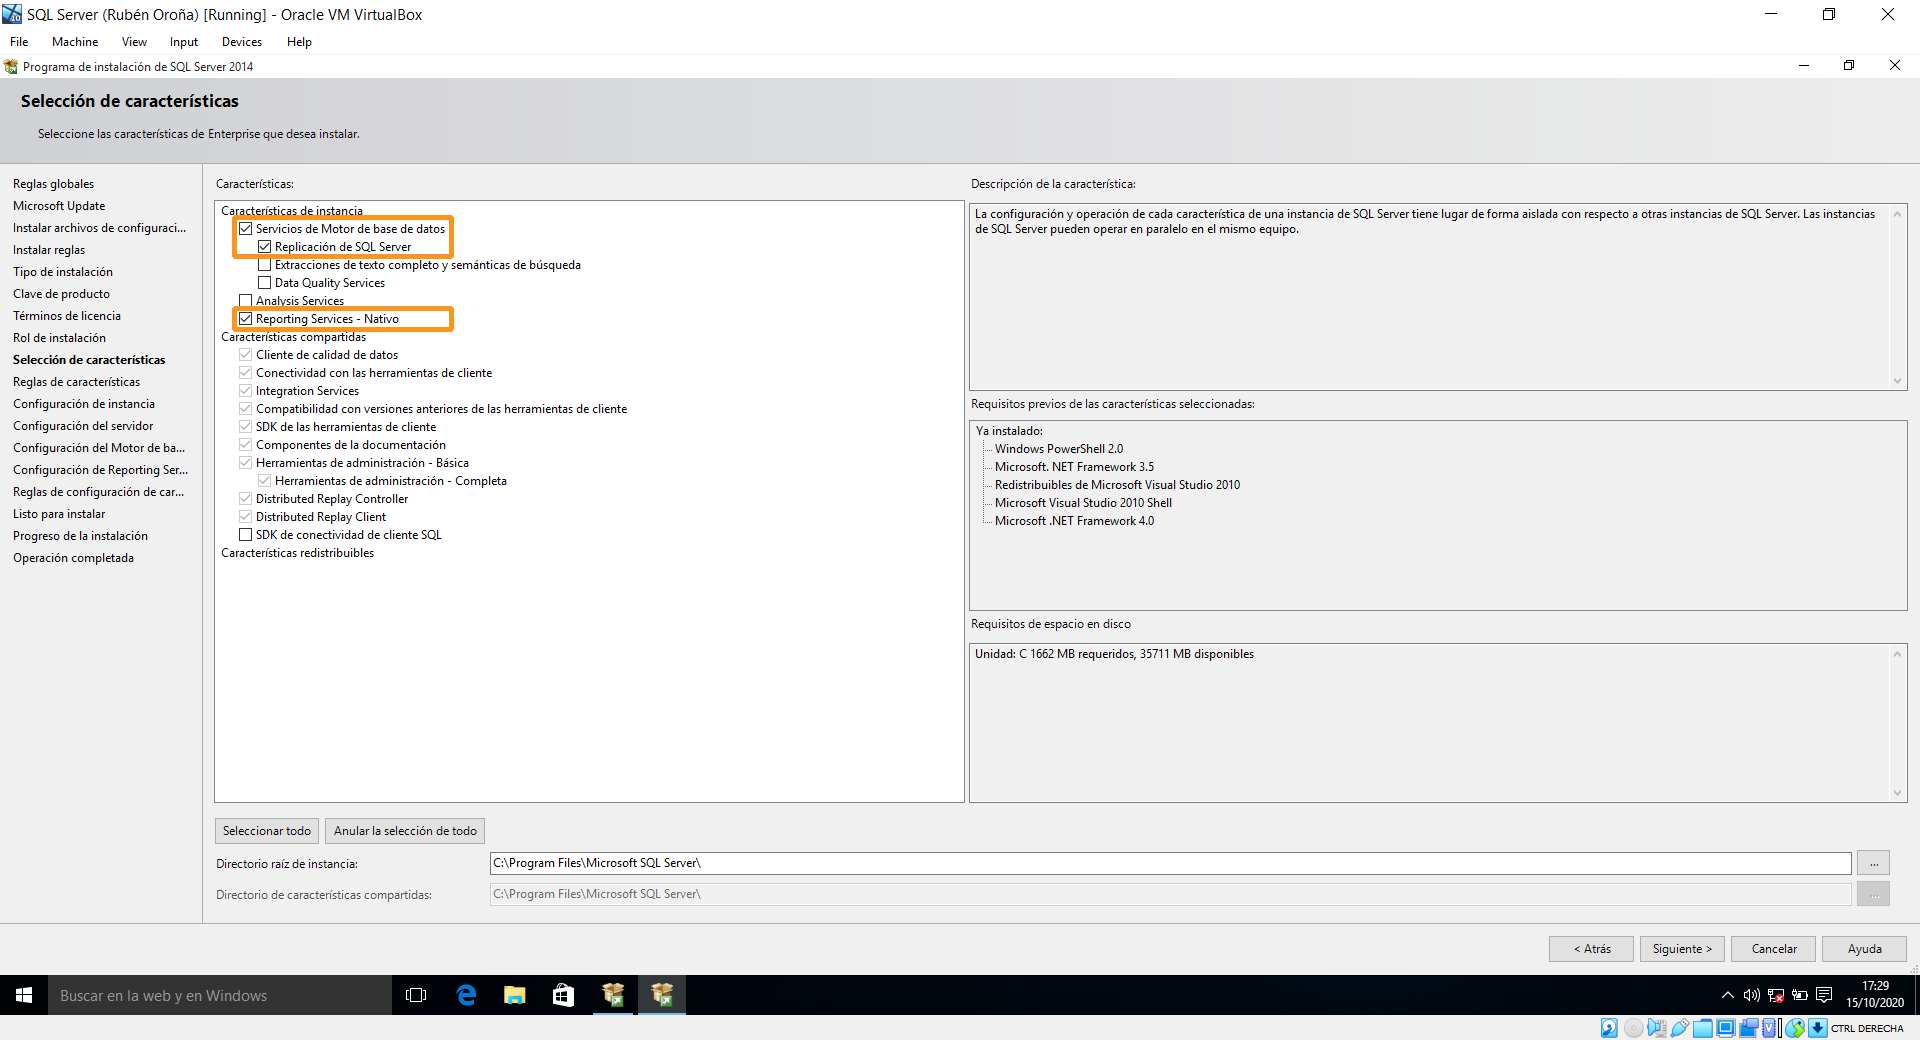 SQL Server (Rubén Oroña) [Running] - Oracle VM VirtualBox
File Machine View Input Devices Help
Programa de instalación de SQL Server 2014
Selección de características
Seleccione las características de Enterprise que desea instalar.
Reglas globales
Microsoft Update
Instalar archivos de configuraci...
Instalar reglas
Tipo de instalación
Clave de producto
Términos de licencia
Rol de instalación
Selección de características
Reglas de características
Configuración de instancia
Configuración del servidor
Configuración del Motor de ba...
Configuración de Reporting Ser...
Reglas de configuración de car...
Listo para instalar
Progreso de la instalación
Operación completada
Características:
Características de instancia
Servicios de Motor de base de datos
Replicación de SQL Server
Extracciones de texto completo y semánticas de búsqueda
Data Quality Services
Analysis Services
Reporting Services - Nativo
Características compartidas
Cliente de calidad de datos
Conectividad con las herramientas de cliente
Integration Services
Compatibilidad con versiones anteriores de las herramientas de cliente
SDK de las herramientas de cliente
Componentes de la documentación
Herramientas de administración - Básica
Herramientas de administración - Completa
Distributed Replay Controller
Distributed Replay Client
SDK de conectividad de cliente SQL
Características redistribuibles
Descripción de la característica:
La configuración y operación de cada característica de una instancia de SQL Server tiene lugar de forma aislada con respecto a otras instancias de SQL Server. Las instancias
de SQL Server pueden operar en paralelo en el mismo equipo.
Requisitos previos de las características seleccionadas:
Ya instalado:
Windows PowerShell 2.0
Microsoft. NET Framework 3.5
Redistribuibles de Microsoft Visual Studio 2010
Microsoft Visual Studio 2010 Shell
Microsoft .NET Framework 4.0
Requisitos de espacio en disco
Unidad: C 1662 MB requeridos, 35711 MB disponibles
Seleccionar todo Anular la selección de todo
Directorio raíz de instancia: C:\Program Files\Microsoft SQL Server\ ...
Directorio de características compartidas: C:\Program Files\Microsoft SQL Server\ ...
< Atrás Siguiente > Cancelar Ayuda
Buscar en la web y en Windows
17:29
15/10/2020
CTRL DERECHA